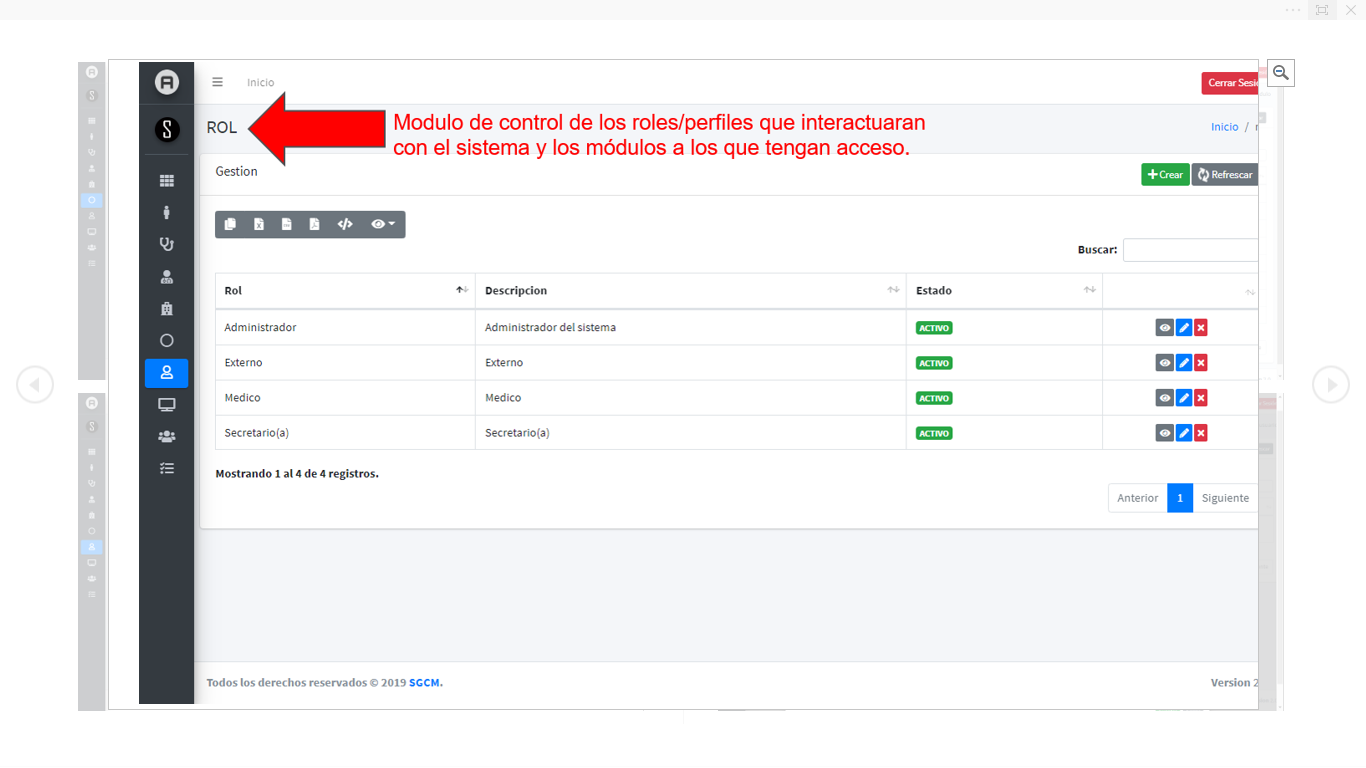 Inicio
Cerrar
ROL
Modulo de control de los roles/perfiles que interactuaran
con el sistema y los módulos a los que tengan acceso.
Inicio /
Gestion
Crear Refrescar
Buscar:
Rol Descripcion Estado
Administrador Administrador del sistema ACTIVO
Externo Externo ACTIVO
Medico Medico ACTIVO
Secretario(a) Secretario(a) ACTIVO
Mostrando 1 al 4 de 4 registros.
Anterior 1 Siguiente
Todos los derechos reservados © 2019 SGCM.
Version 2